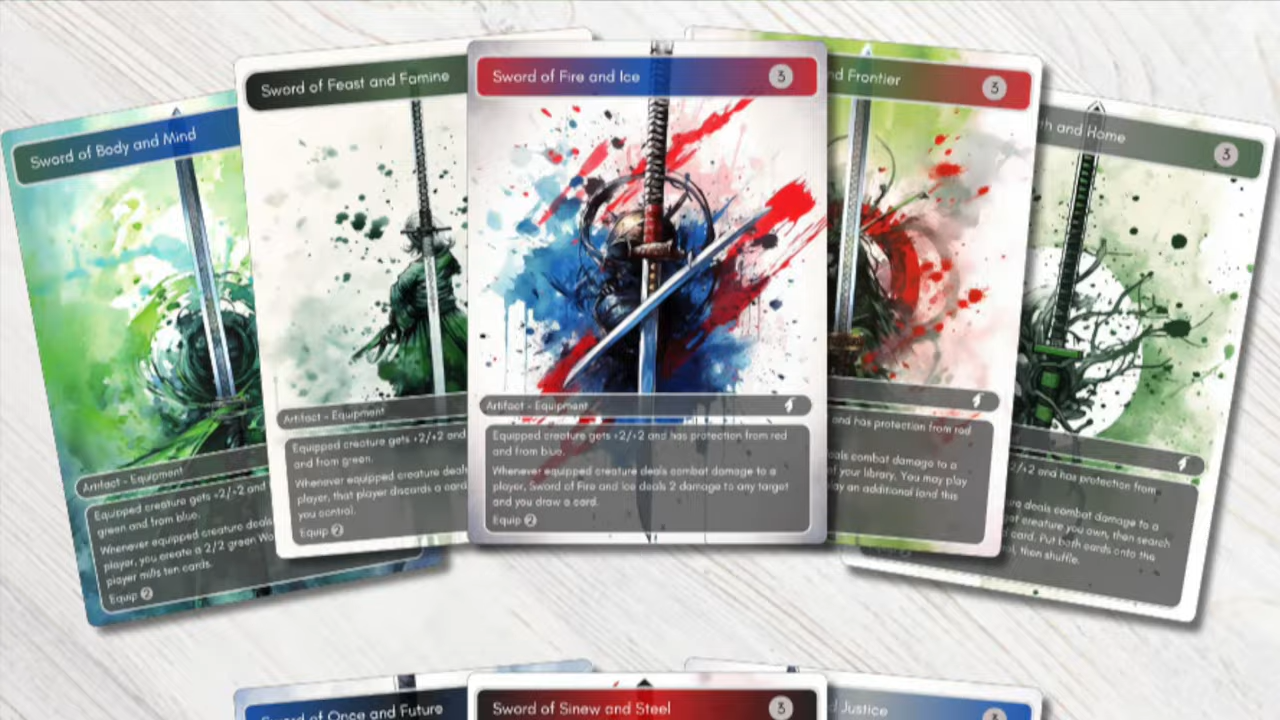 Sword of Body and Mind
Artifact - Equipment
Equipped creature gets +2/+2 and
green and from blue.
Whenever equipped creature deals
player, you create a 2/2 green Wo
player mills ten cards.
Equip 2
Sword of Feast and Famine
Artifact - Equipment
Equipped creature gets +2/+2 and
and from green.
Whenever equipped creature deals
player, that player discards a card
you control.
Equip 2
Sword of Fire and Ice 3
Artifact - Equipment
Equipped creature gets +2/+2 and has protection from red
and from blue.
Whenever equipped creature deals combat damage to a
player, Sword of Fire and Ice deals 2 damage to any target
and you draw a card.
Equip 2
d Frontier 3
and has protection from red
eals combat damage to a
of your library. You may play
lay an additional land this
th and Home 3
+2/+2 and has protection from
re deals combat damage to a
at creature you own, then search
card. Put both cards onto the
l, then shuffle.
Sword of Once and Future
Sword of Sinew and Steel 3
d Justice 3